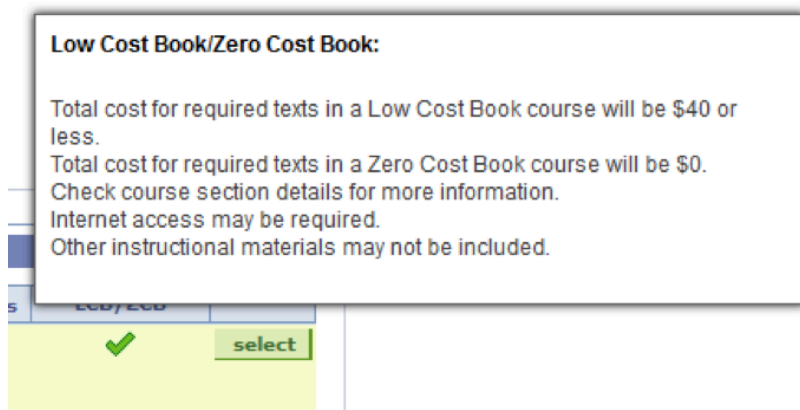 Low Cost Book/Zero Cost Book:
Total cost for required texts in a Low Cost Book course will be $40 or
less.
Total cost for required texts in a Zero Cost Book course will be $0.
Check course section details for more information.
Internet access may be required.
Other instructional materials may not be included.
s LCB/ZCB
select